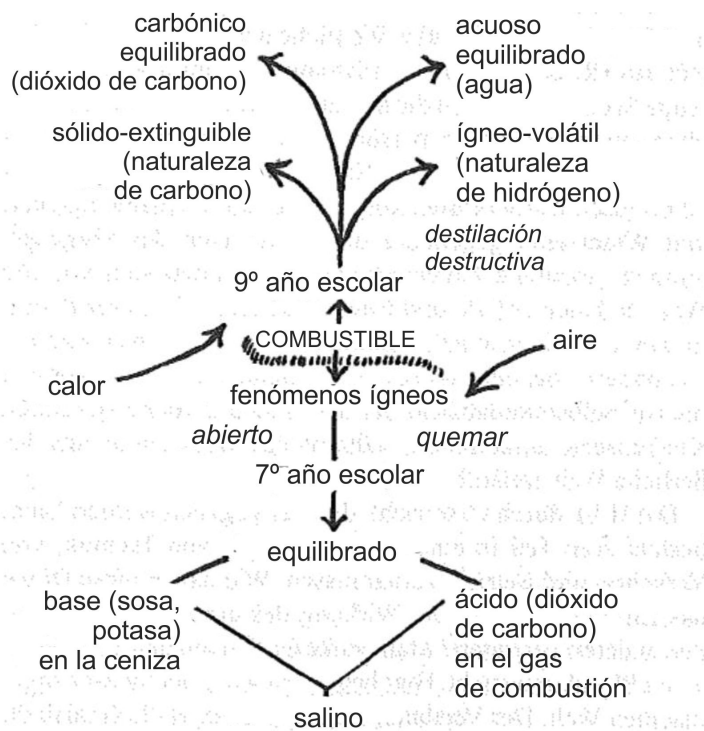 carbónico
equilibrado
(dióxido de carbono)
acuoso
equilibrado
(agua)
sólido-extinguible
(naturaleza
de carbono)
ígneo-volátil
(naturaleza
de hidrógeno)
destilación
destructiva
9º año escolar
COMBUSTIBLE
aire
calor
fenómenos ígneos
abierto
quemar
7º año escolar
equilibrado
base (sosa,
potasa)
en la ceniza
ácido (dióxido
de carbono)
en el gas
de combustión
salino